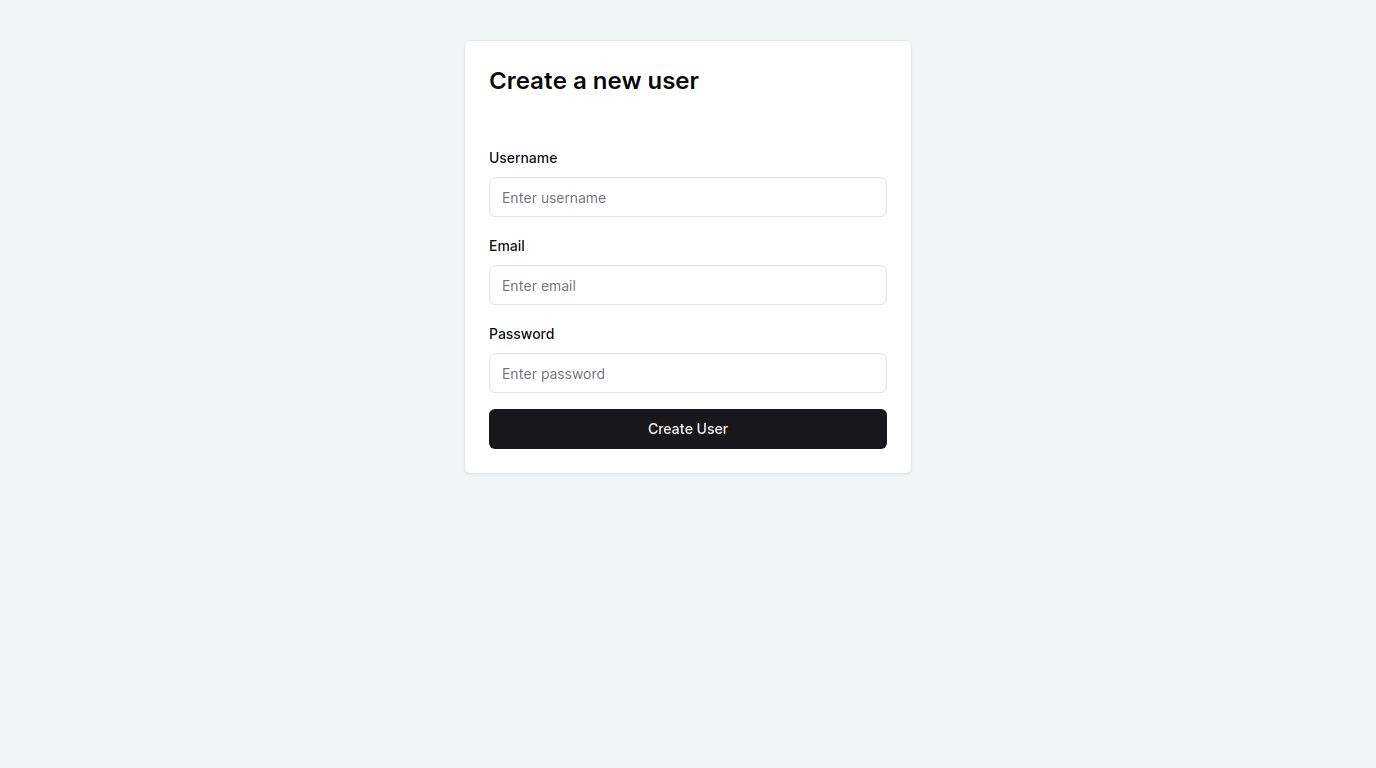 Create a new user
Username
Enter username
Email
Enter email
Password
Enter password
Create User